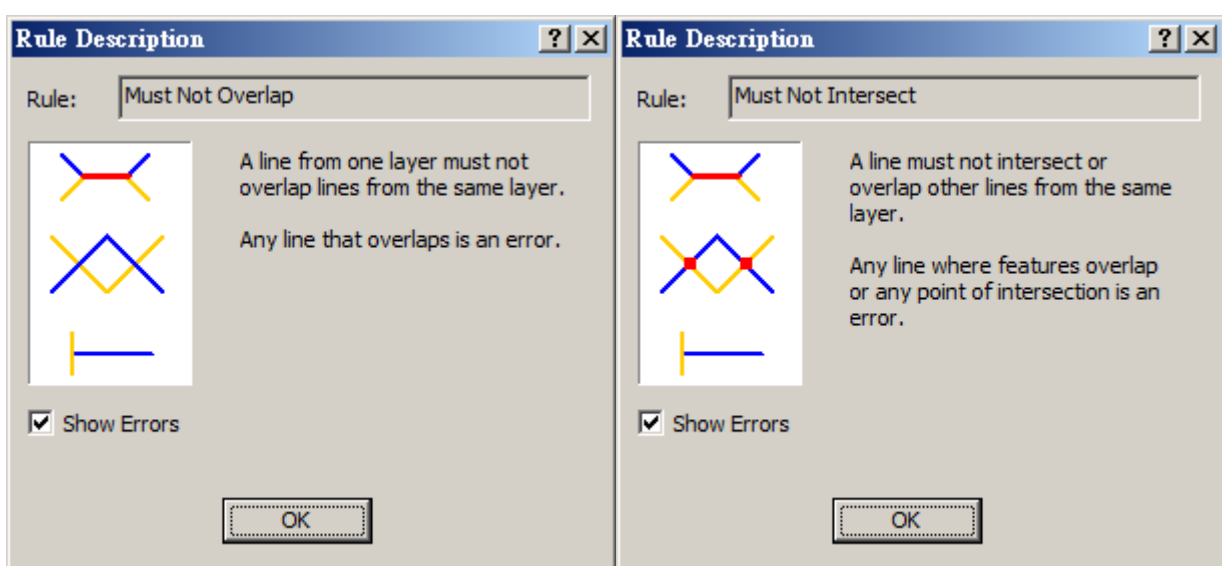 Rule Description
Rule: Must Not Overlap
A line from one layer must not
overlap lines from the same layer.
Any line that overlaps is an error.
Show Errors
OK
Rule Description
Rule: Must Not Intersect
A line must not intersect or
overlap other lines from the same
layer.
Any line where features overlap
or any point of intersection is an
error.
Show Errors
OK